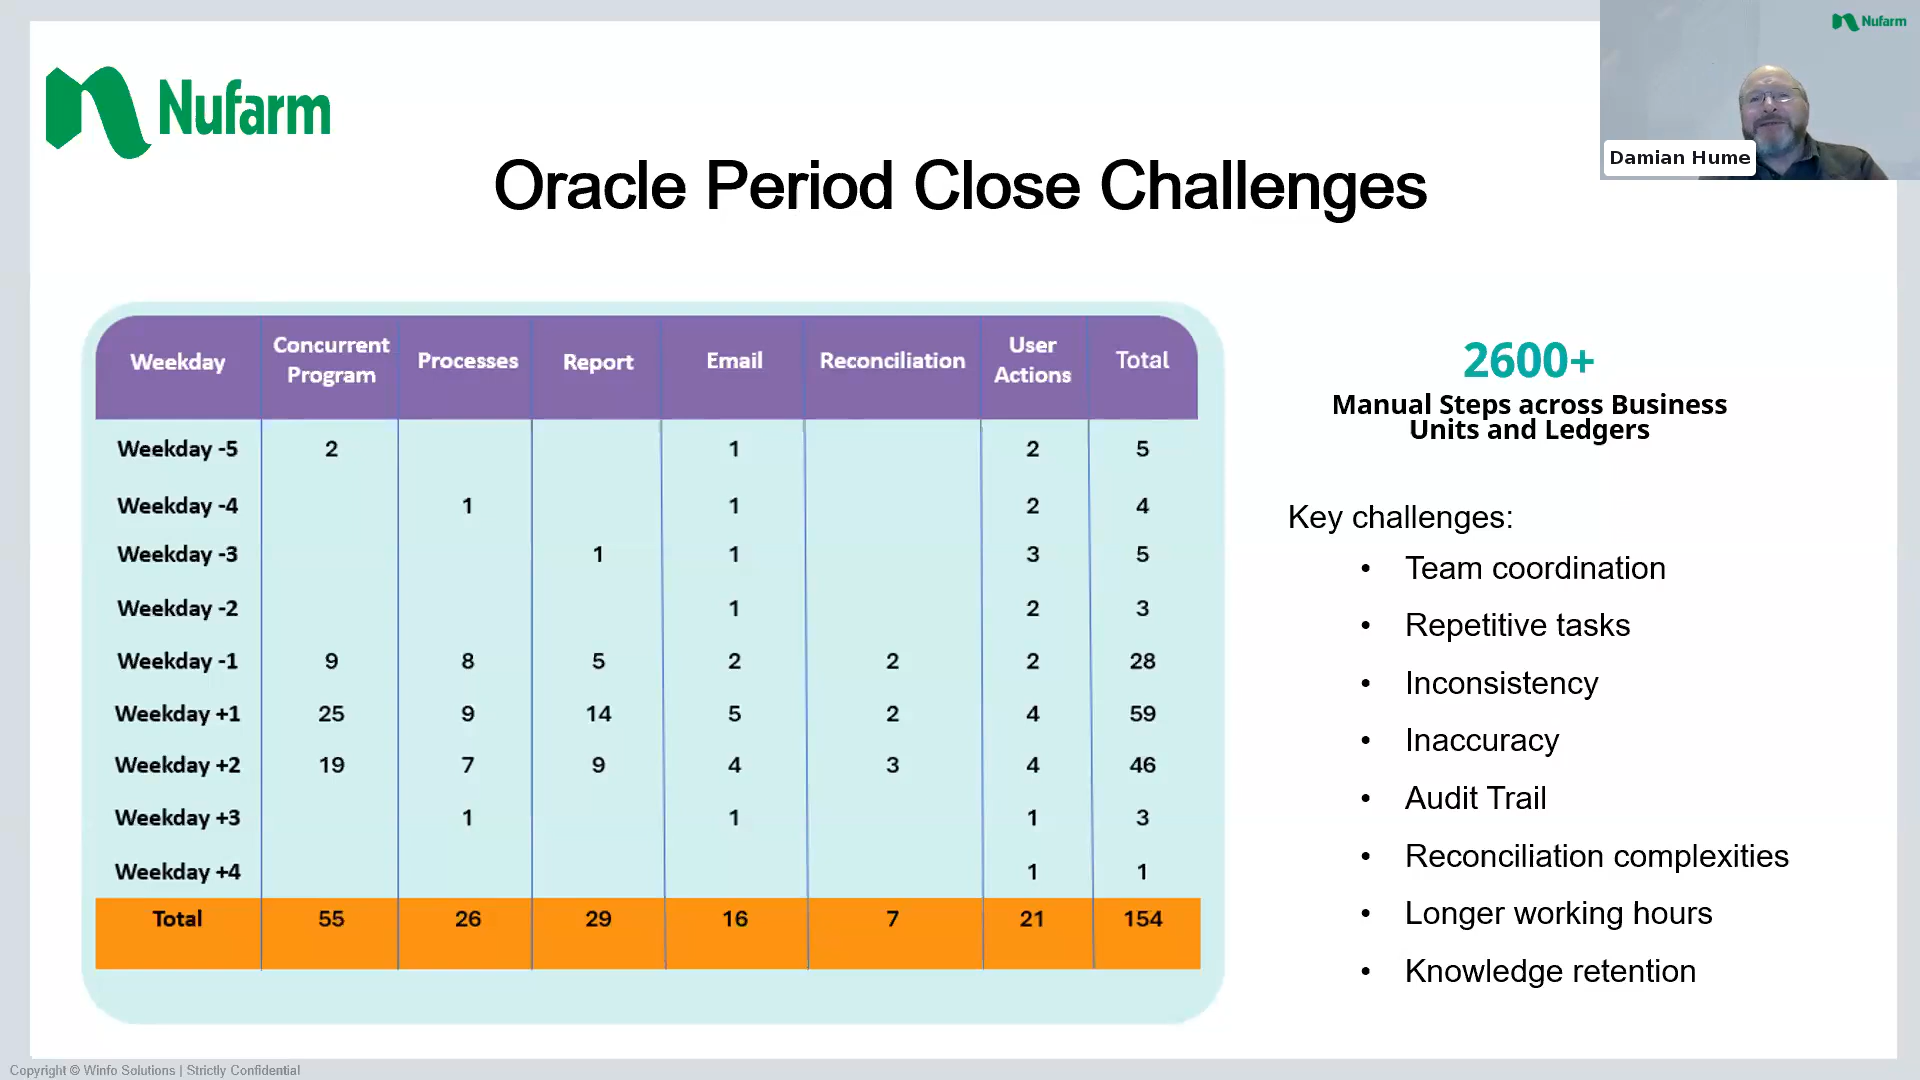 Nufarm
Nufarm
Damian Hume
Oracle Period Close Challenges
Weekday Concurrent Program Processes Report Email Reconciliation User Actions Total
Weekday -5 2 1 2 5
Weekday -4 1 1 2 4
Weekday -3 1 1 3 5
Weekday -2 1 2 3
Weekday -1 9 8 5 2 2 2 28
Weekday +1 25 9 14 5 2 4 59
Weekday +2 19 7 9 4 3 4 46
Weekday +3 1 1 1 3
Weekday +4 1 1
Total 55 26 29 16 7 21 154
2600+
Manual Steps across Business
Units and Ledgers
Key challenges:
• Team coordination
• Repetitive tasks
• Inconsistency
• Inaccuracy
• Audit Trail
• Reconciliation complexities
• Longer working hours
• Knowledge retention
Copyright © Winfo Solutions | Strictly Confidential